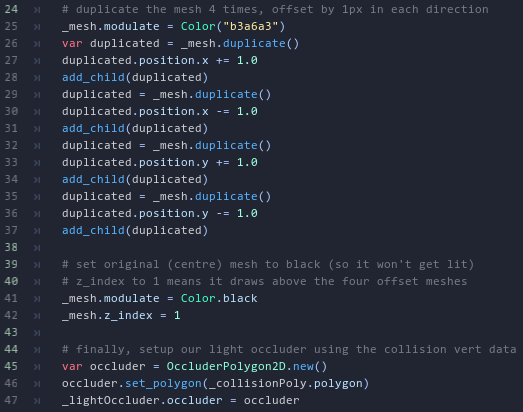 24 # duplicate the mesh 4 times, offset by 1px in each direction
25 _mesh.modulate = Color("b3a6a3")
26 var duplicated = _mesh.duplicate()
27 duplicated.position.x += 1.0
28 add_child(duplicated)
29 duplicated = _mesh.duplicate()
30 duplicated.position.x -= 1.0
31 add_child(duplicated)
32 duplicated = _mesh.duplicate()
33 duplicated.position.y += 1.0
34 add_child(duplicated)
35 duplicated = _mesh.duplicate()
36 duplicated.position.y -= 1.0
37 add_child(duplicated)
38
39 # set original (centre) mesh to black (so it won't get lit)
40 # z_index to 1 means it draws above the four offset meshes
41 _mesh.modulate = Color.black
42 _mesh.z_index = 1
43
44 # finally, setup our light occluder using the collision vert data
45 var occluder = OccluderPolygon2D.new()
46 occluder.set_polygon(_collisionPoly.polygon)
47 _lightOccluder.occluder = occluder